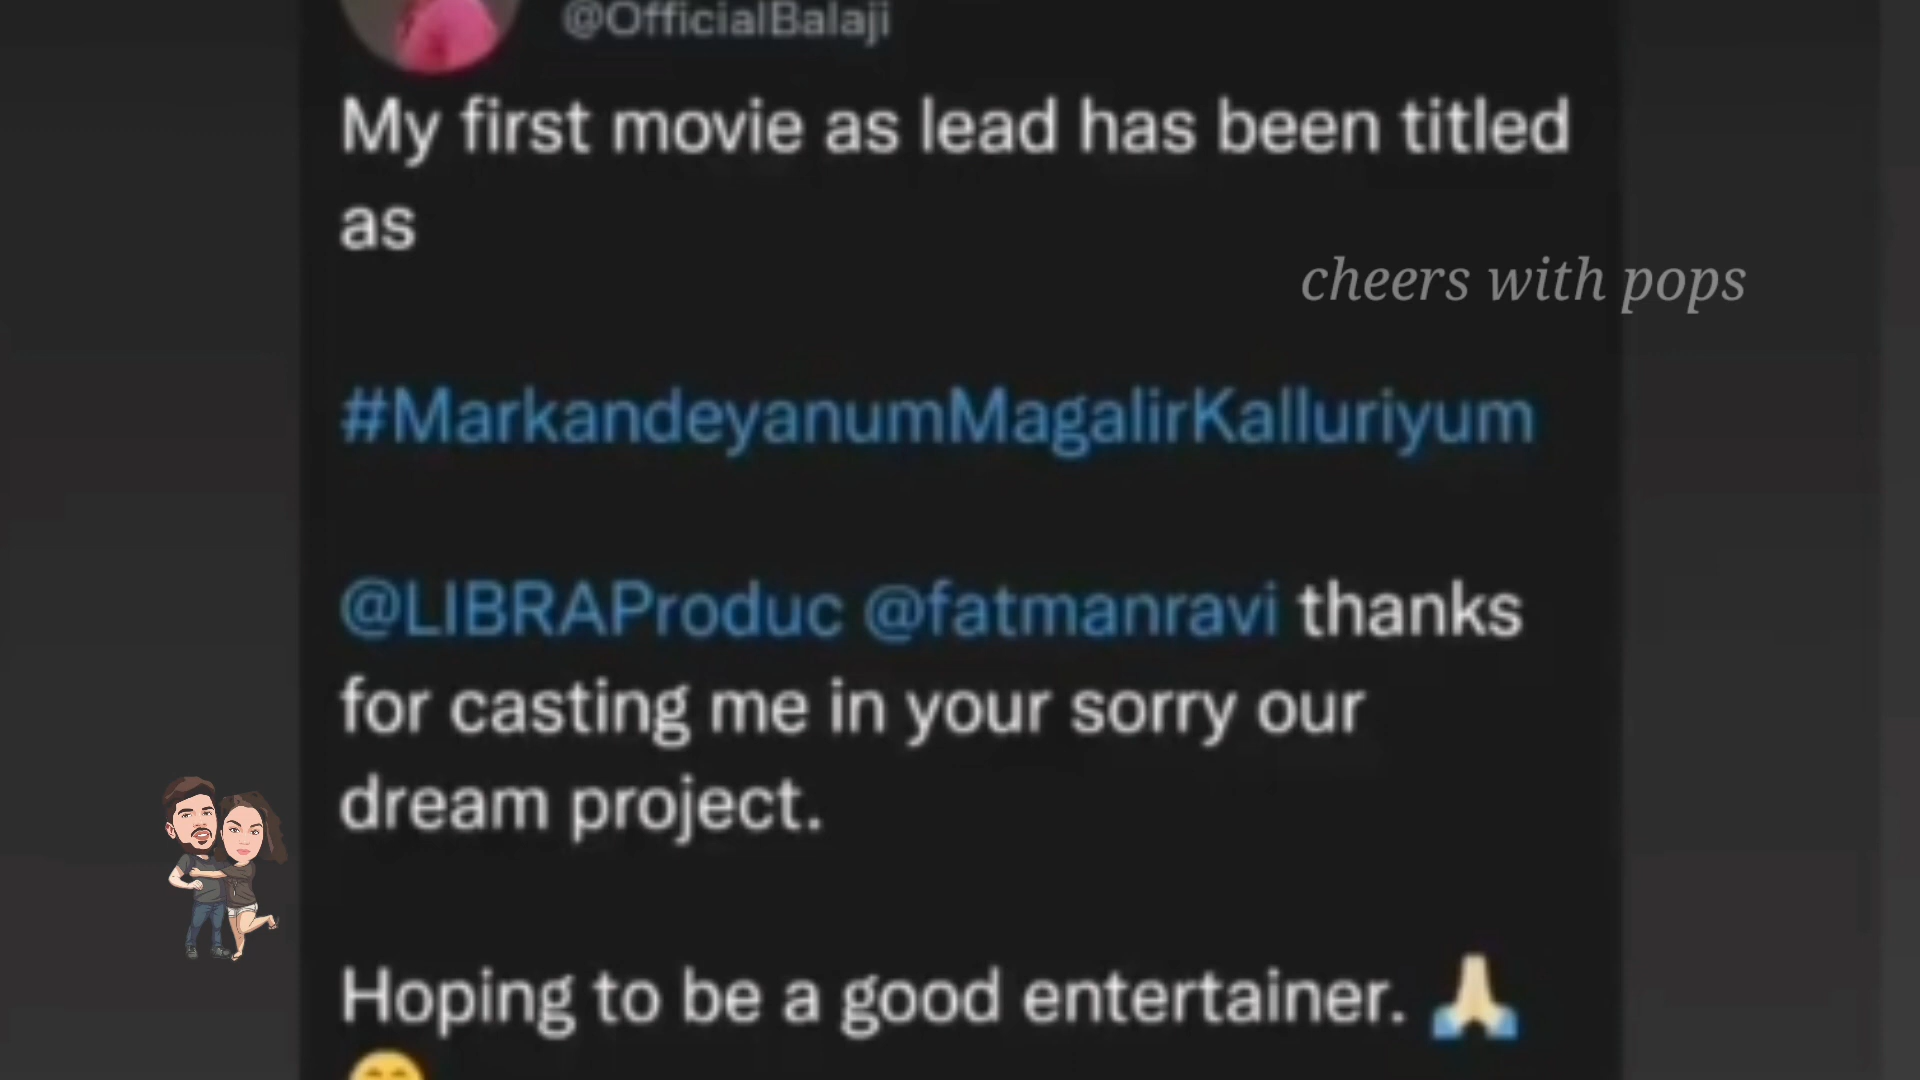 @OfficialBalaji
My first movie as lead has been titled
as
cheers with pops
#MarkandeyanumMagalirKalluriyum
@LIBRAProduc @fatmanravi thanks
for casting me in your sorry our
dream project.
Hoping to be a good entertainer. 🙏